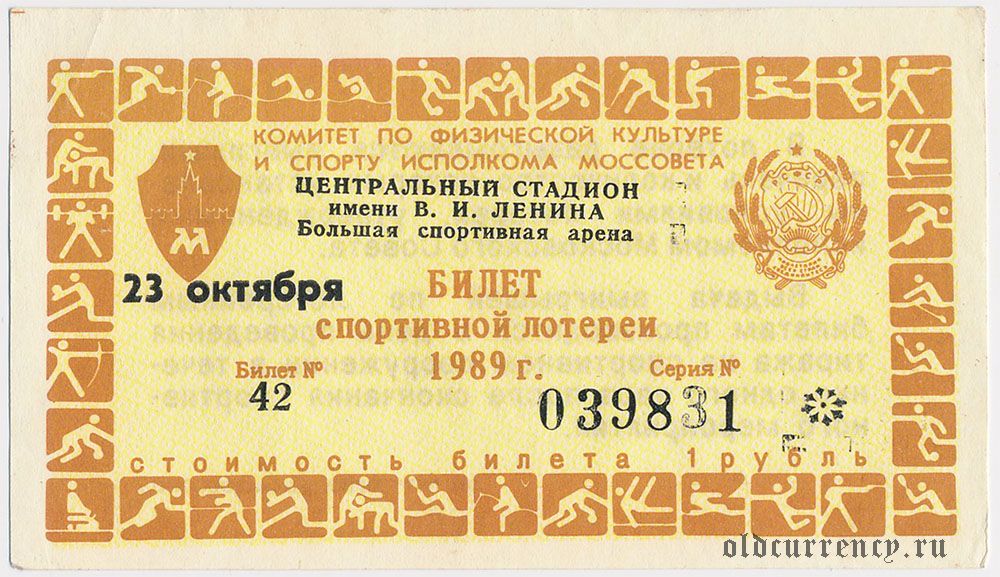 КОМИТЕТ ПО ФИЗИЧЕСКОЙ КУЛЬТУРЕ
И СПОРТУ ИСПОЛКОМА МОССОВЕТА
ЦЕНТРАЛЬНЫЙ СТАДИОН
имени В. И. ЛЕНИНА
Большая спортивная арена
М
23 октября
БИЛЕТ
СПОРТИВНОЙ ЛОТЕРЕИ
1989 г.
Билет №
42
Серия №
039831
СТОИМОСТЬ БИЛЕТА 1 РУБЛЬ
oldcurrency.ru